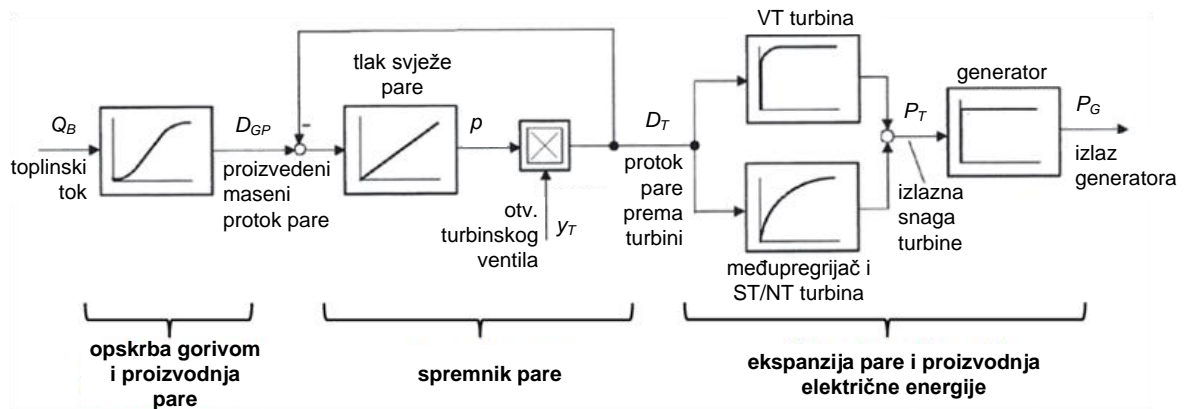 VT turbina
tlak svježe
pare
generator
Q_B
D_GP
-
p
D_T
P_T
P_G
toplinski
tok
proizvedeni
maseni
protok pare
otv.
turbinskog
ventila
y_T
protok
pare
prema
turbini
izlazna
snaga
turbine
izlaz
generatora
međupregrijač i
ST/NT turbina
opskrba gorivom
i proizvodnja
pare
spremnik pare
ekspanzija pare i proizvodnja
električne energije